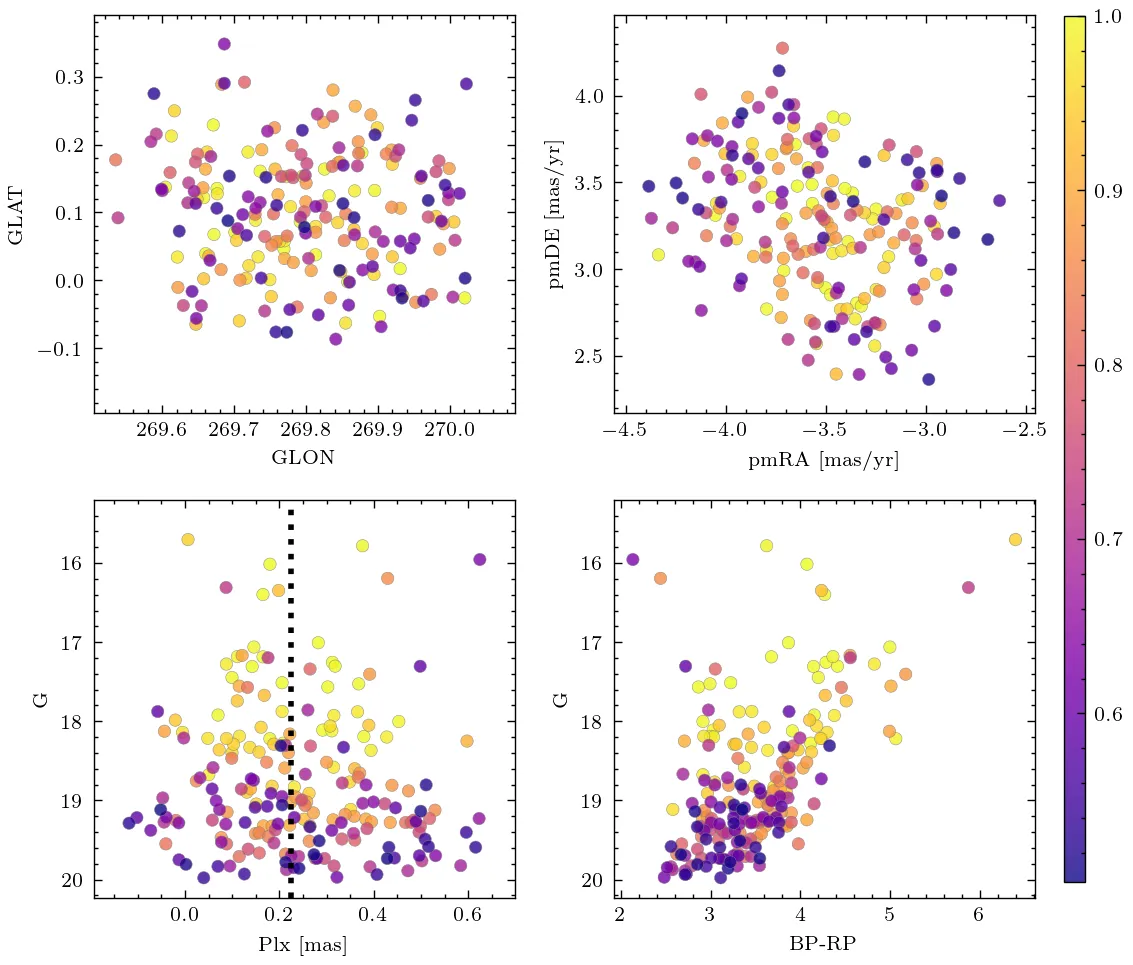 GLAT
0.3
0.2
0.1
0.0
−0.1
269.6 269.7 269.8 269.9 270.0
GLON
pmDE [mas/yr]
4.0
3.5
3.0
2.5
−4.5 −4.0 −3.5 −3.0 −2.5
pmRA [mas/yr]
1.0
0.9
0.8
0.7
0.6
G
16
17
18
19
20
0.0 0.2 0.4 0.6
Plx [mas]
G
16
17
18
19
20
2 3 4 5 6
BP-RP